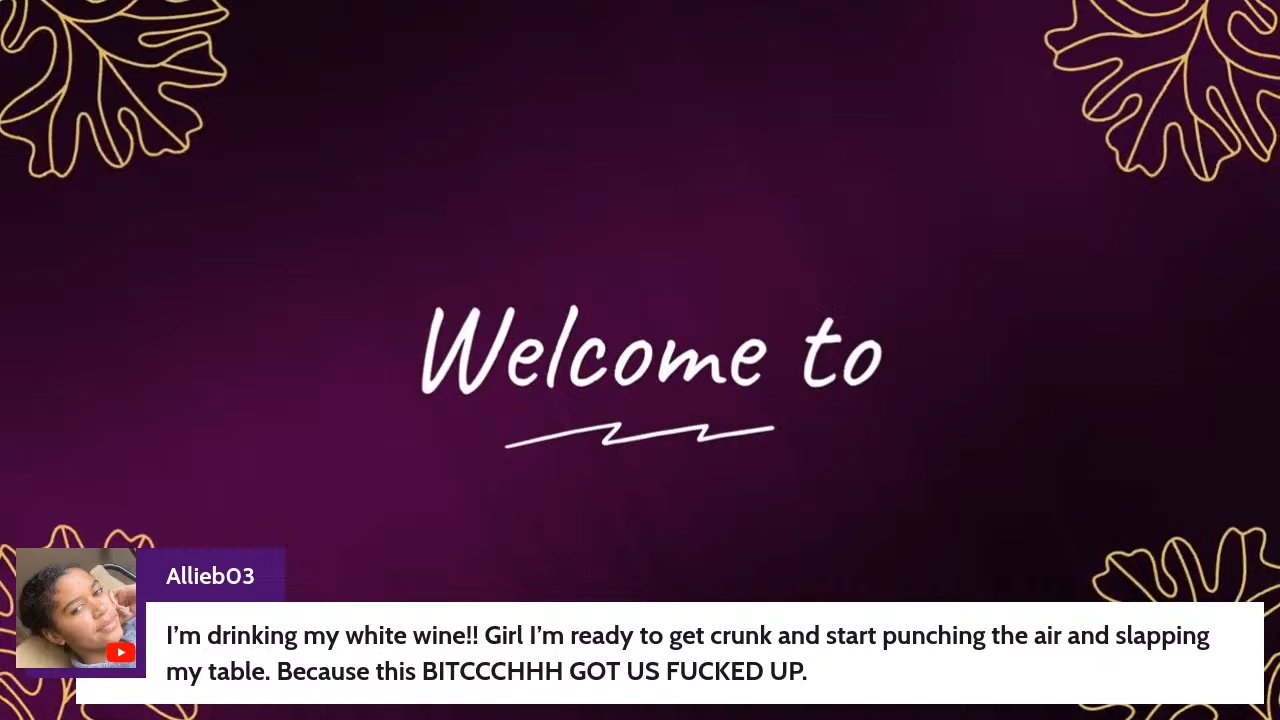 Welcome to
Allieb03
I’m drinking my white wine!! Girl I’m ready to get crunk and start punching the air and slapping
my table. Because this BITCCCHHH GOT US FUCKED UP.